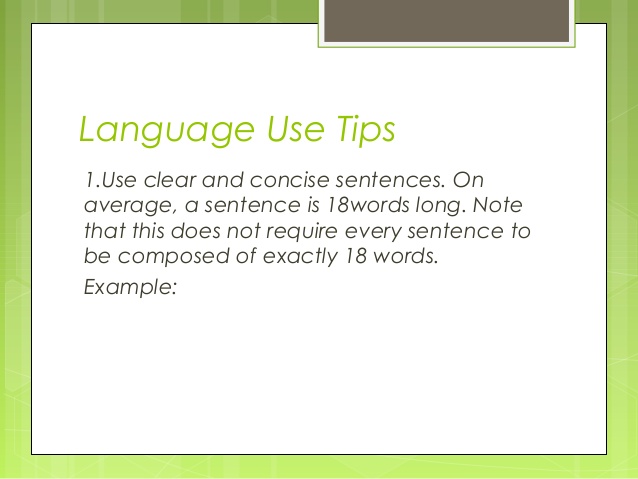 Language Use Tips
1.Use clear and concise sentences. On
average, a sentence is 18words long. Note
that this does not require every sentence to
be composed of exactly 18 words.
Example: